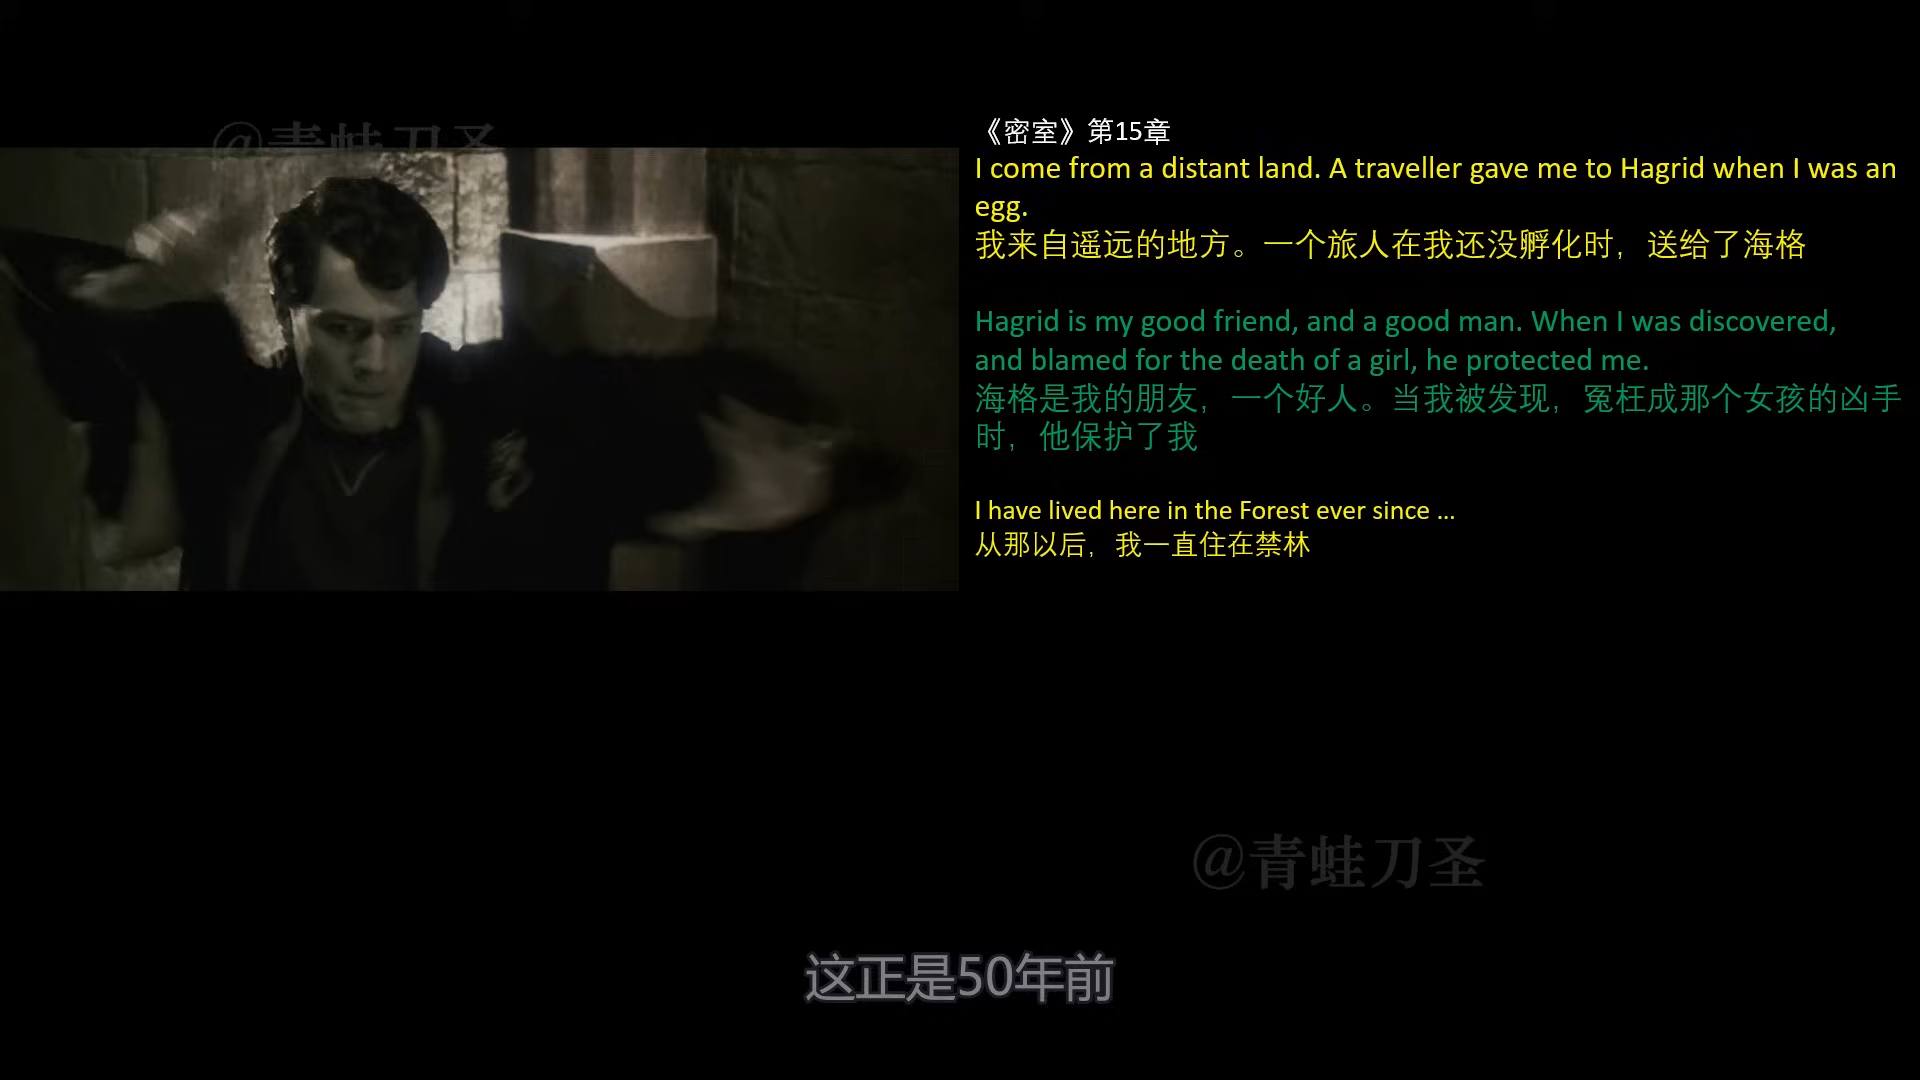 @青蛙刀圣
《密室》第15章
I come from a distant land. A traveller gave me to Hagrid when I was an
egg.
我来自遥远的地方。一个旅人在我还没孵化时，送给了海格
Hagrid is my good friend, and a good man. When I was discovered,
and blamed for the death of a girl, he protected me.
海格是我的朋友，一个好人。当我被发现，冤枉成那个女孩的凶手
时，他保护了我
I have lived here in the Forest ever since ...
从那以后，我一直住在禁林
@青蛙刀圣
这正是50年前